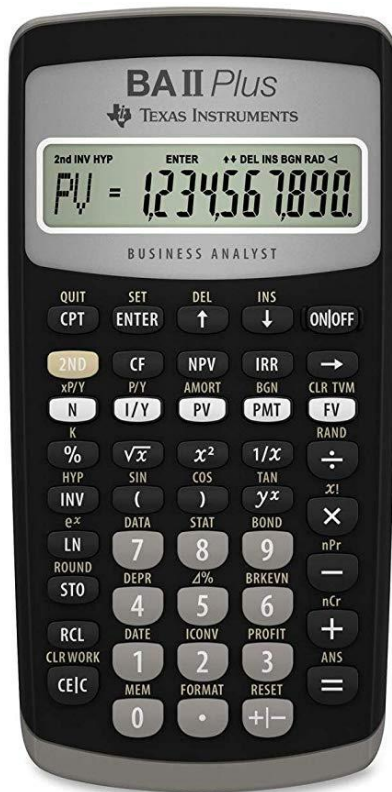 BA II Plus
TEXAS INSTRUMENTS
2nd INV HYP ENTER ↑↓ DEL INS BGN RAD ◁
PV = 1,234,567,890.
BUSINESS ANALYST
QUIT SET DEL INS
CPT ENTER ↑ ↓ ON|OFF
2ND CF NPV IRR →
xP/Y P/Y AMORT BGN CLR TVM
N I/Y PV PMT FV
K RAND
% √x x² 1/x ÷
HYP SIN COS TAN x!
INV ( ) yˣ ×
eˣ DATA STAT BOND nPr
LN 7 8 9 −
ROUND DEPR Δ% BRKEVN nCr
STO 4 5 6 +
DATE ICONV PROFIT
RCL 1 2 3
CLR WORK MEM FORMAT RESET ANS
CE|C 0 . +|− =